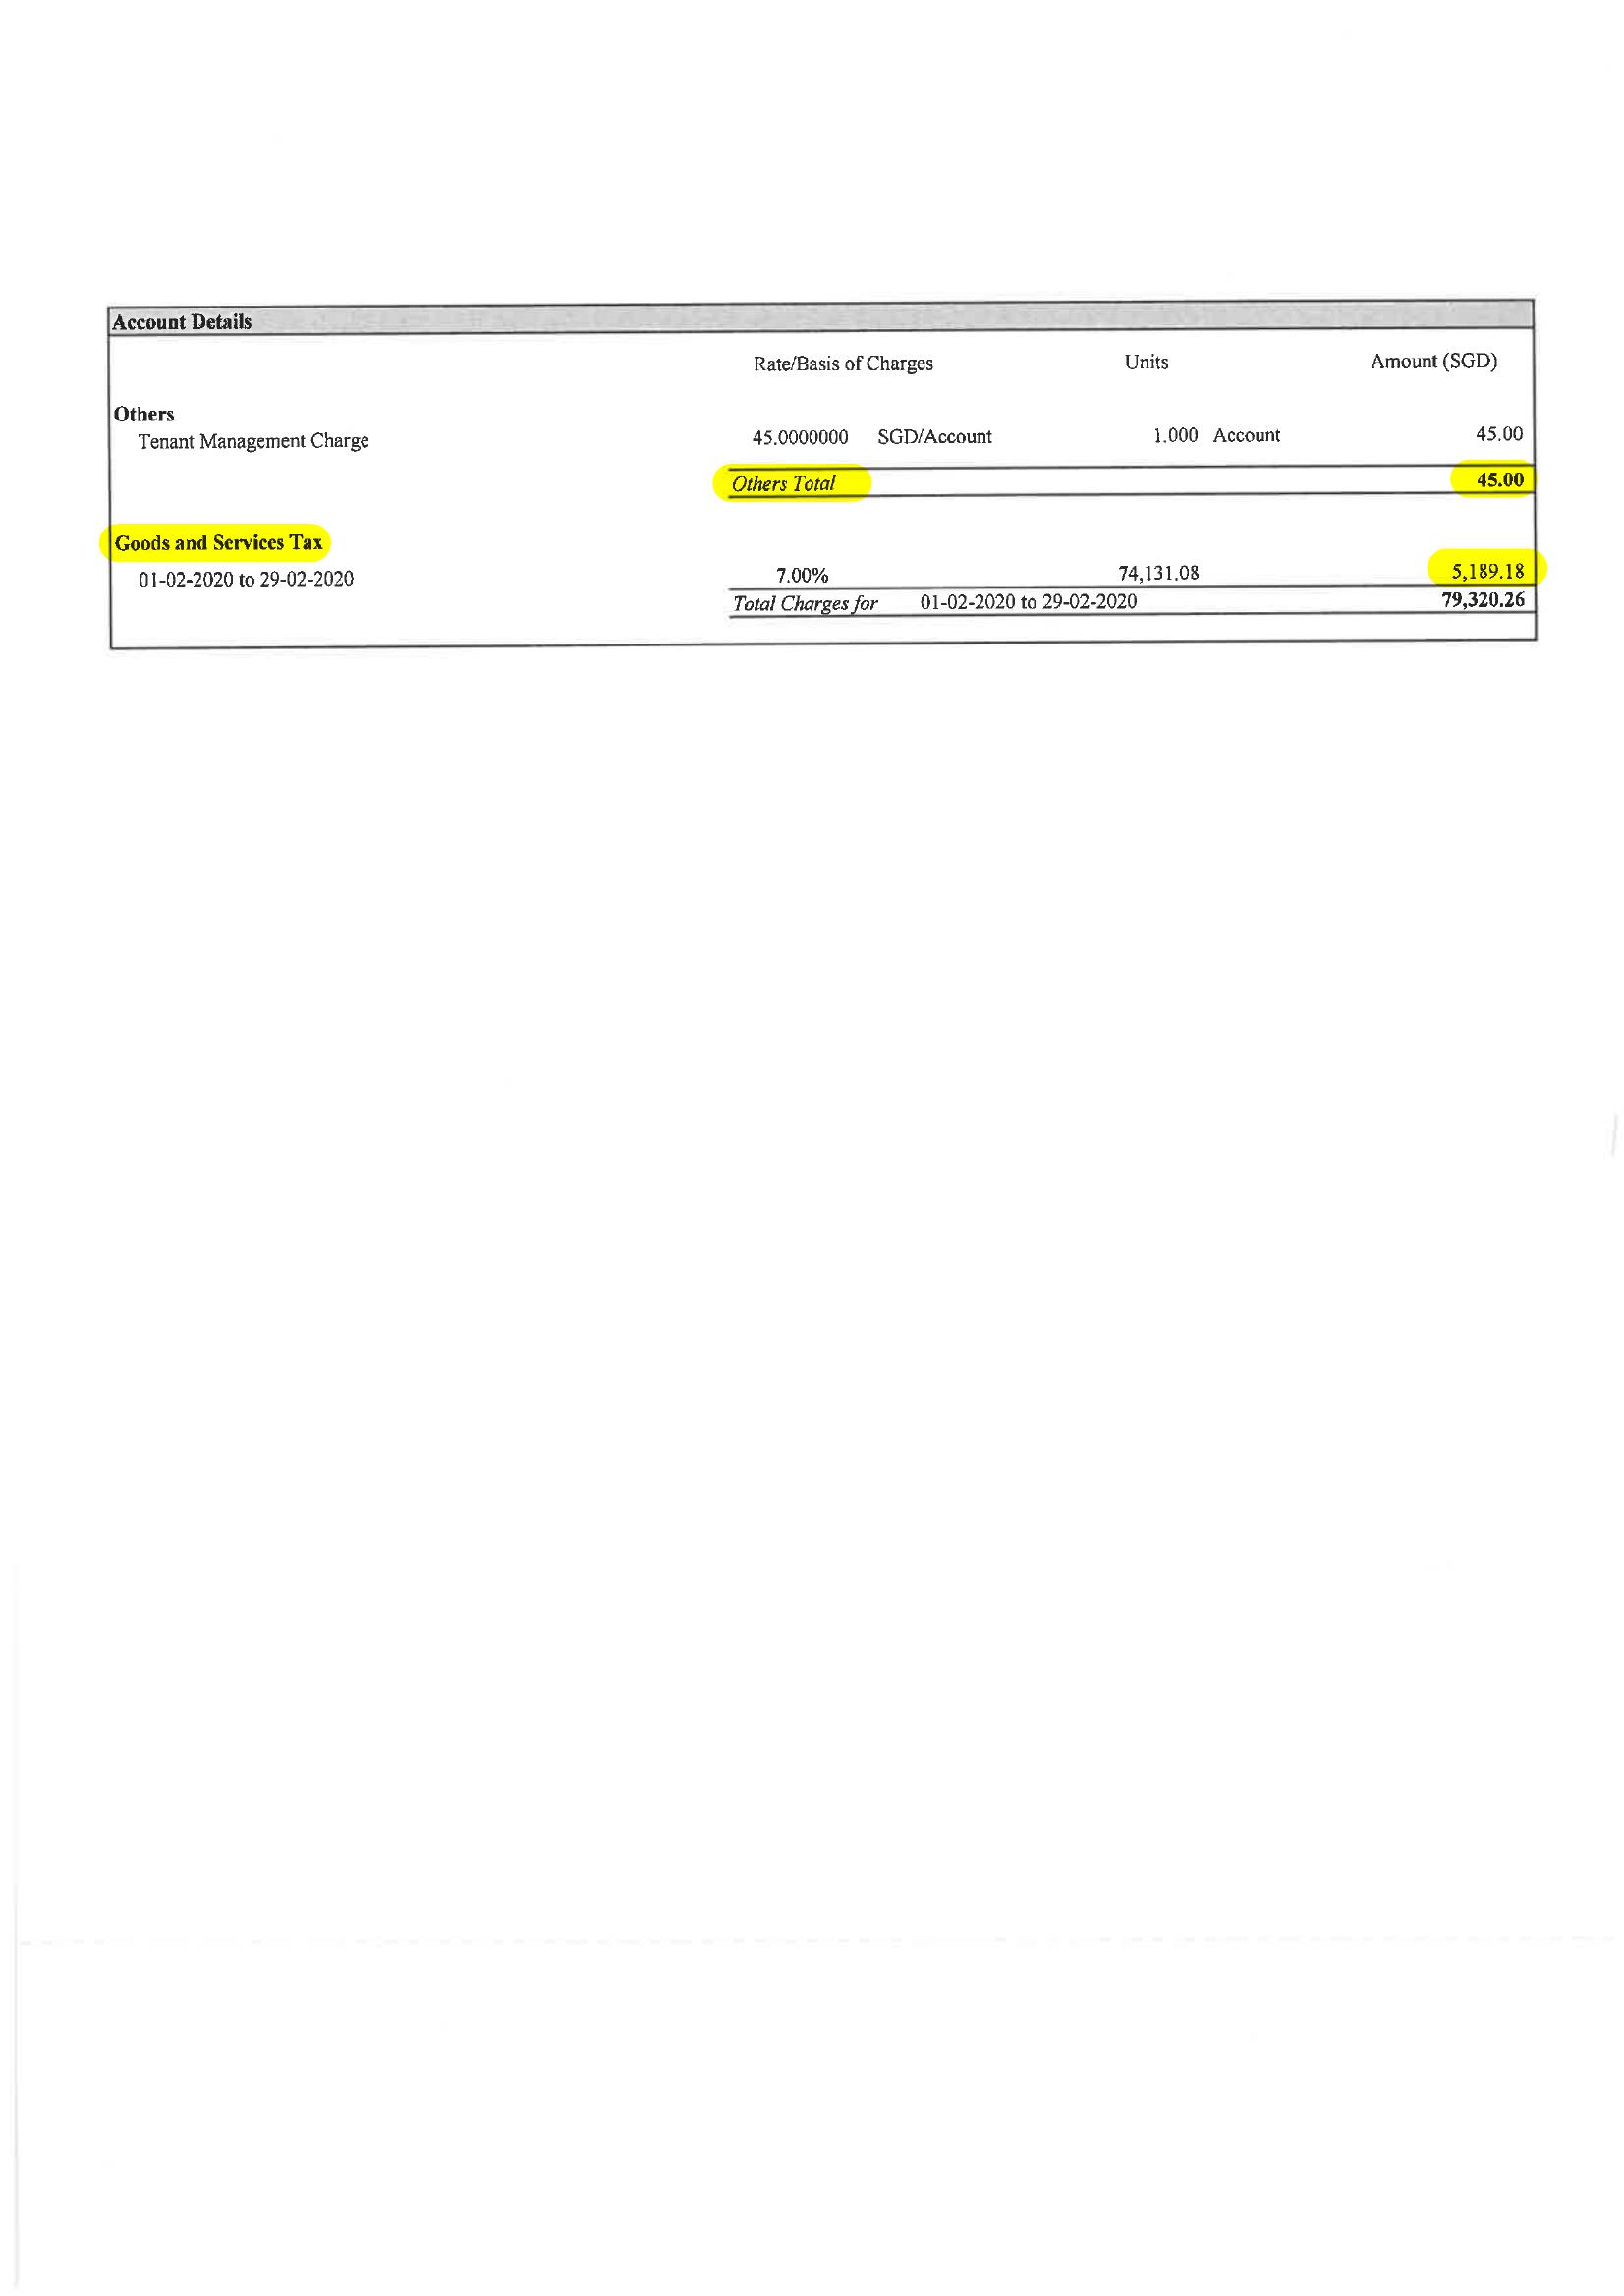 Account Details
Rate/Basis of Charges Units Amount (SGD)
Others
Tenant Management Charge 45.0000000 SGD/Account 1.000 Account 45.00
Others Total 45.00
Goods and Services Tax
01-02-2020 to 29-02-2020 7.00% 74,131.08 5,189.18
Total Charges for 01-02-2020 to 29-02-2020 79,320.26